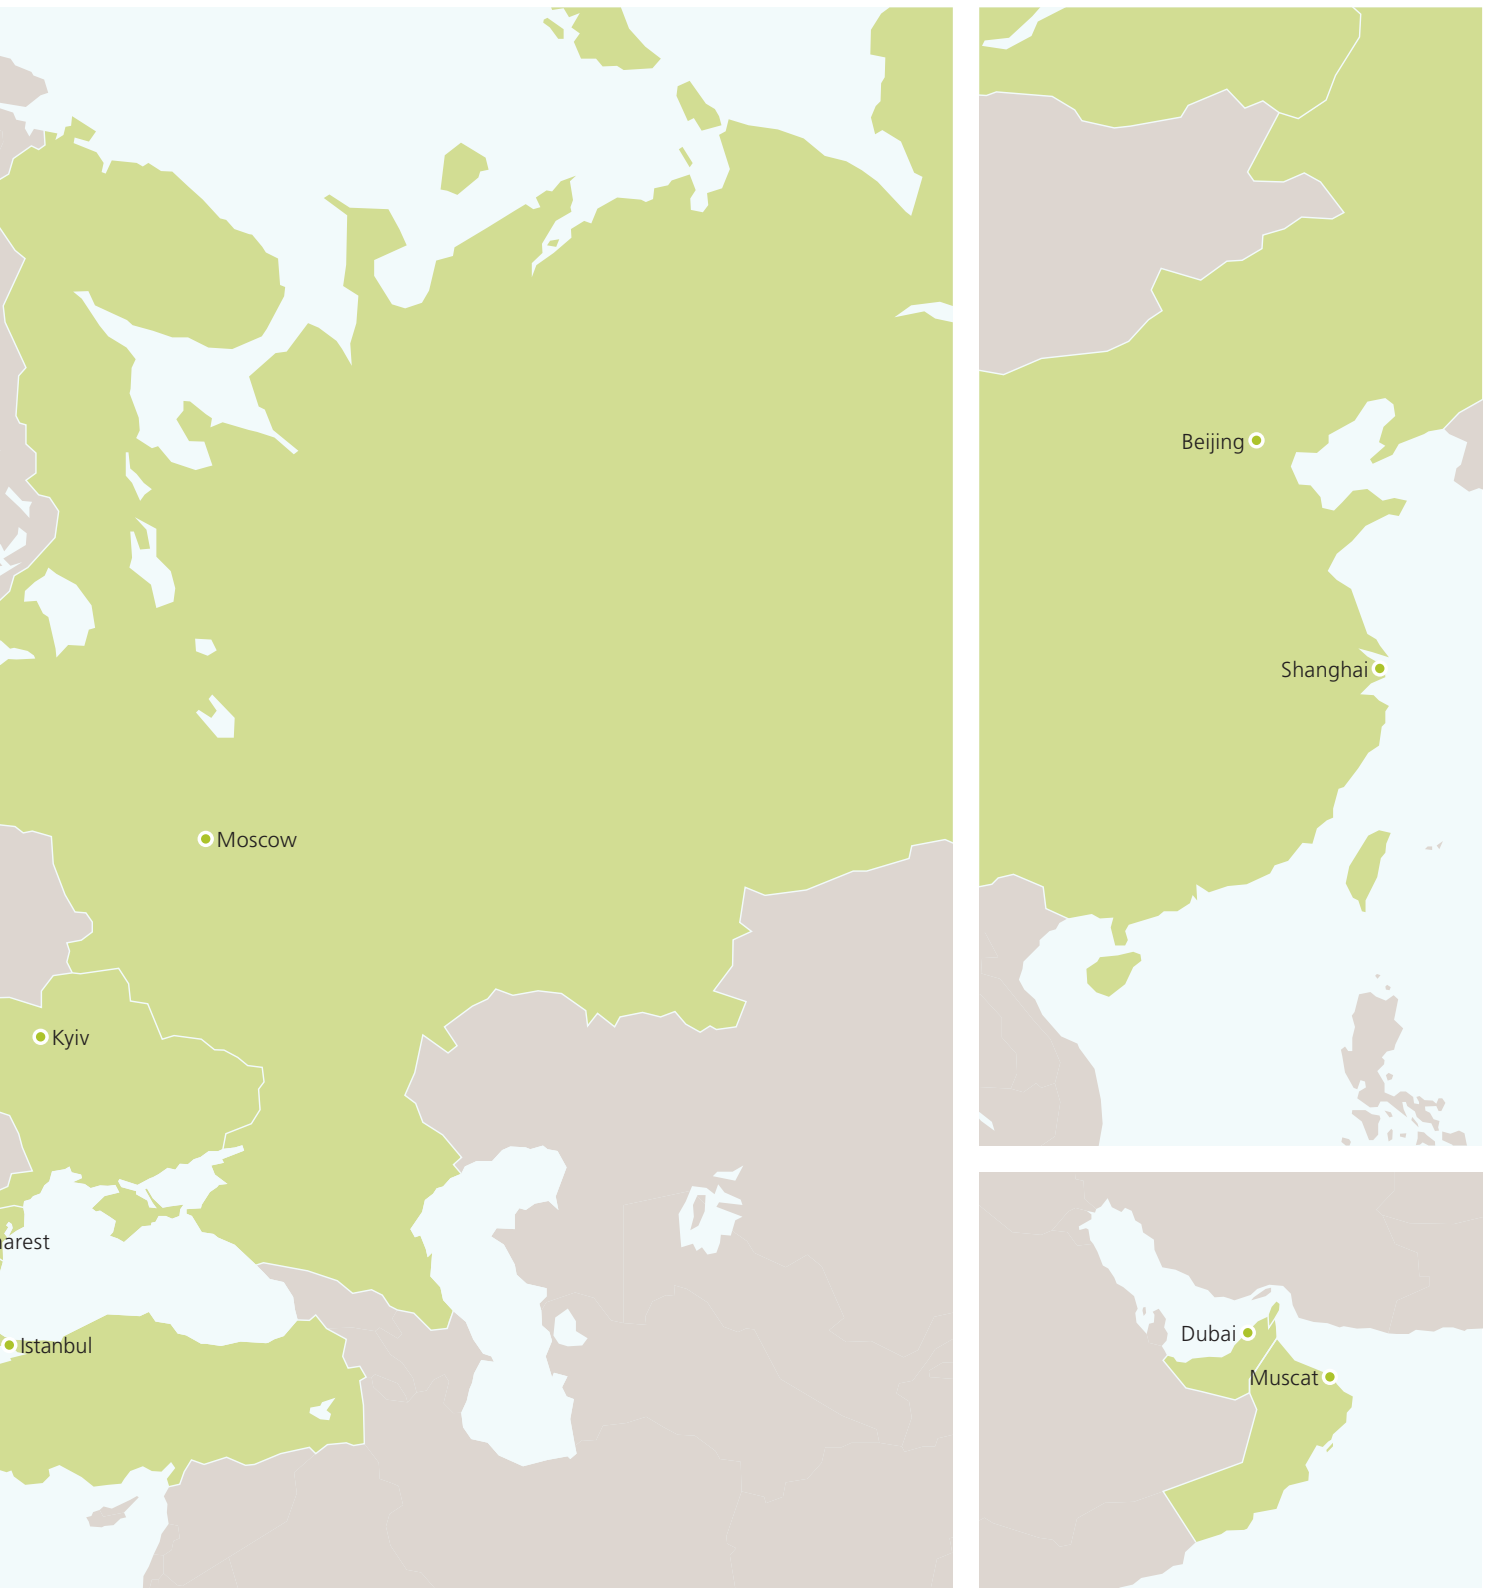 Moscow
Kyiv
arest
Istanbul
Beijing
Shanghai
Dubai
Muscat